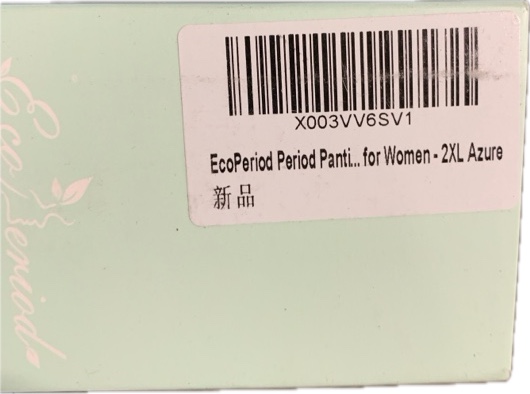 X003VV6SV1
EcoPeriod Period Panti... for Women - 2XL Azure
新品
EcoPeriod